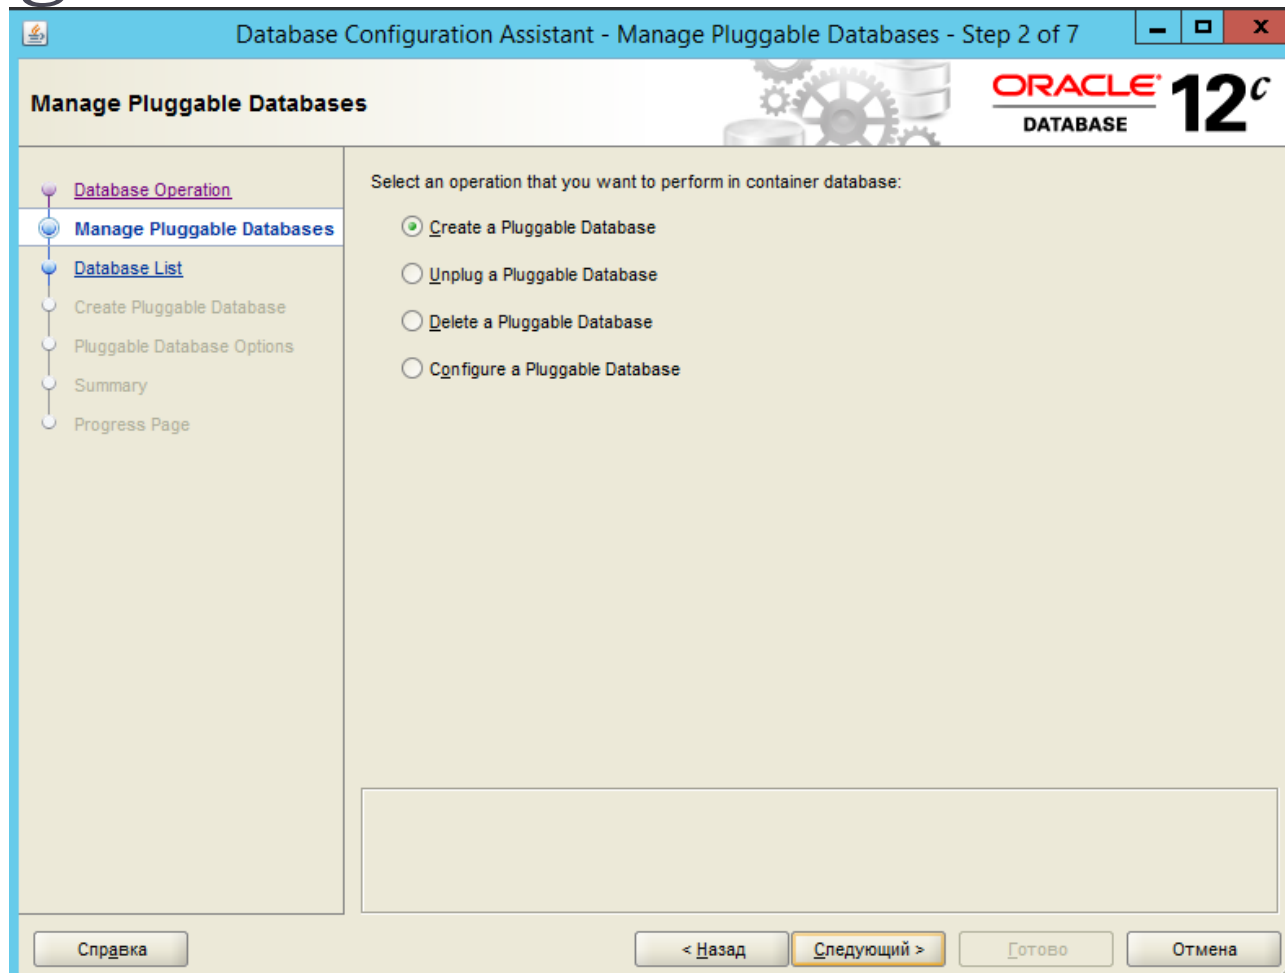 Database Configuration Assistant - Manage Pluggable Databases - Step 2 of 7
Manage Pluggable Databases
ORACLE DATABASE 12c
Database Operation
Manage Pluggable Databases
Database List
Create Pluggable Database
Pluggable Database Options
Summary
Progress Page
Select an operation that you want to perform in container database:
Create a Pluggable Database
Unplug a Pluggable Database
Delete a Pluggable Database
Configure a Pluggable Database
Справка
< Назад
Следующий >
Готово
Отмена